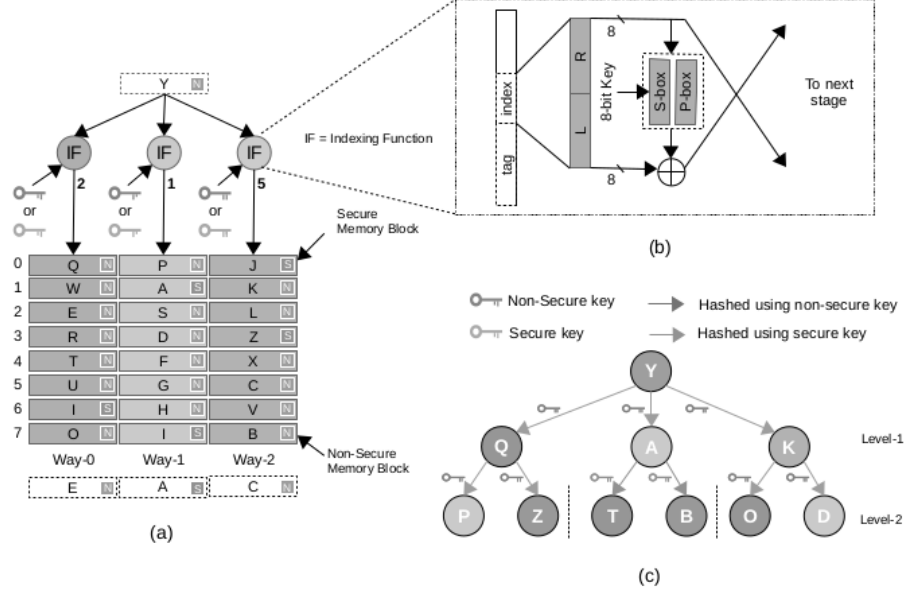 Y N
IF IF IF
IF = Indexing Function
2 1 5
or or or
Secure
Memory Block
0 Q N P N J S
1 W N A S K N
2 E N S N L N
3 R N D N Z S
4 T N F N X N
5 U N G N C N
6 I S H N V N
7 O N I S B N
Non-Secure
Memory Block
Way-0 Way-1 Way-2
E N A S C N
(a)
tag index
L R
8
8-bit Key
S-box P-box
8
To next
stage
(b)
Non-Secure key
Hashed using non-secure key
Secure key
Hashed using secure key
Y
Q A K
Level-1
P Z T B O D
Level-2
(c)